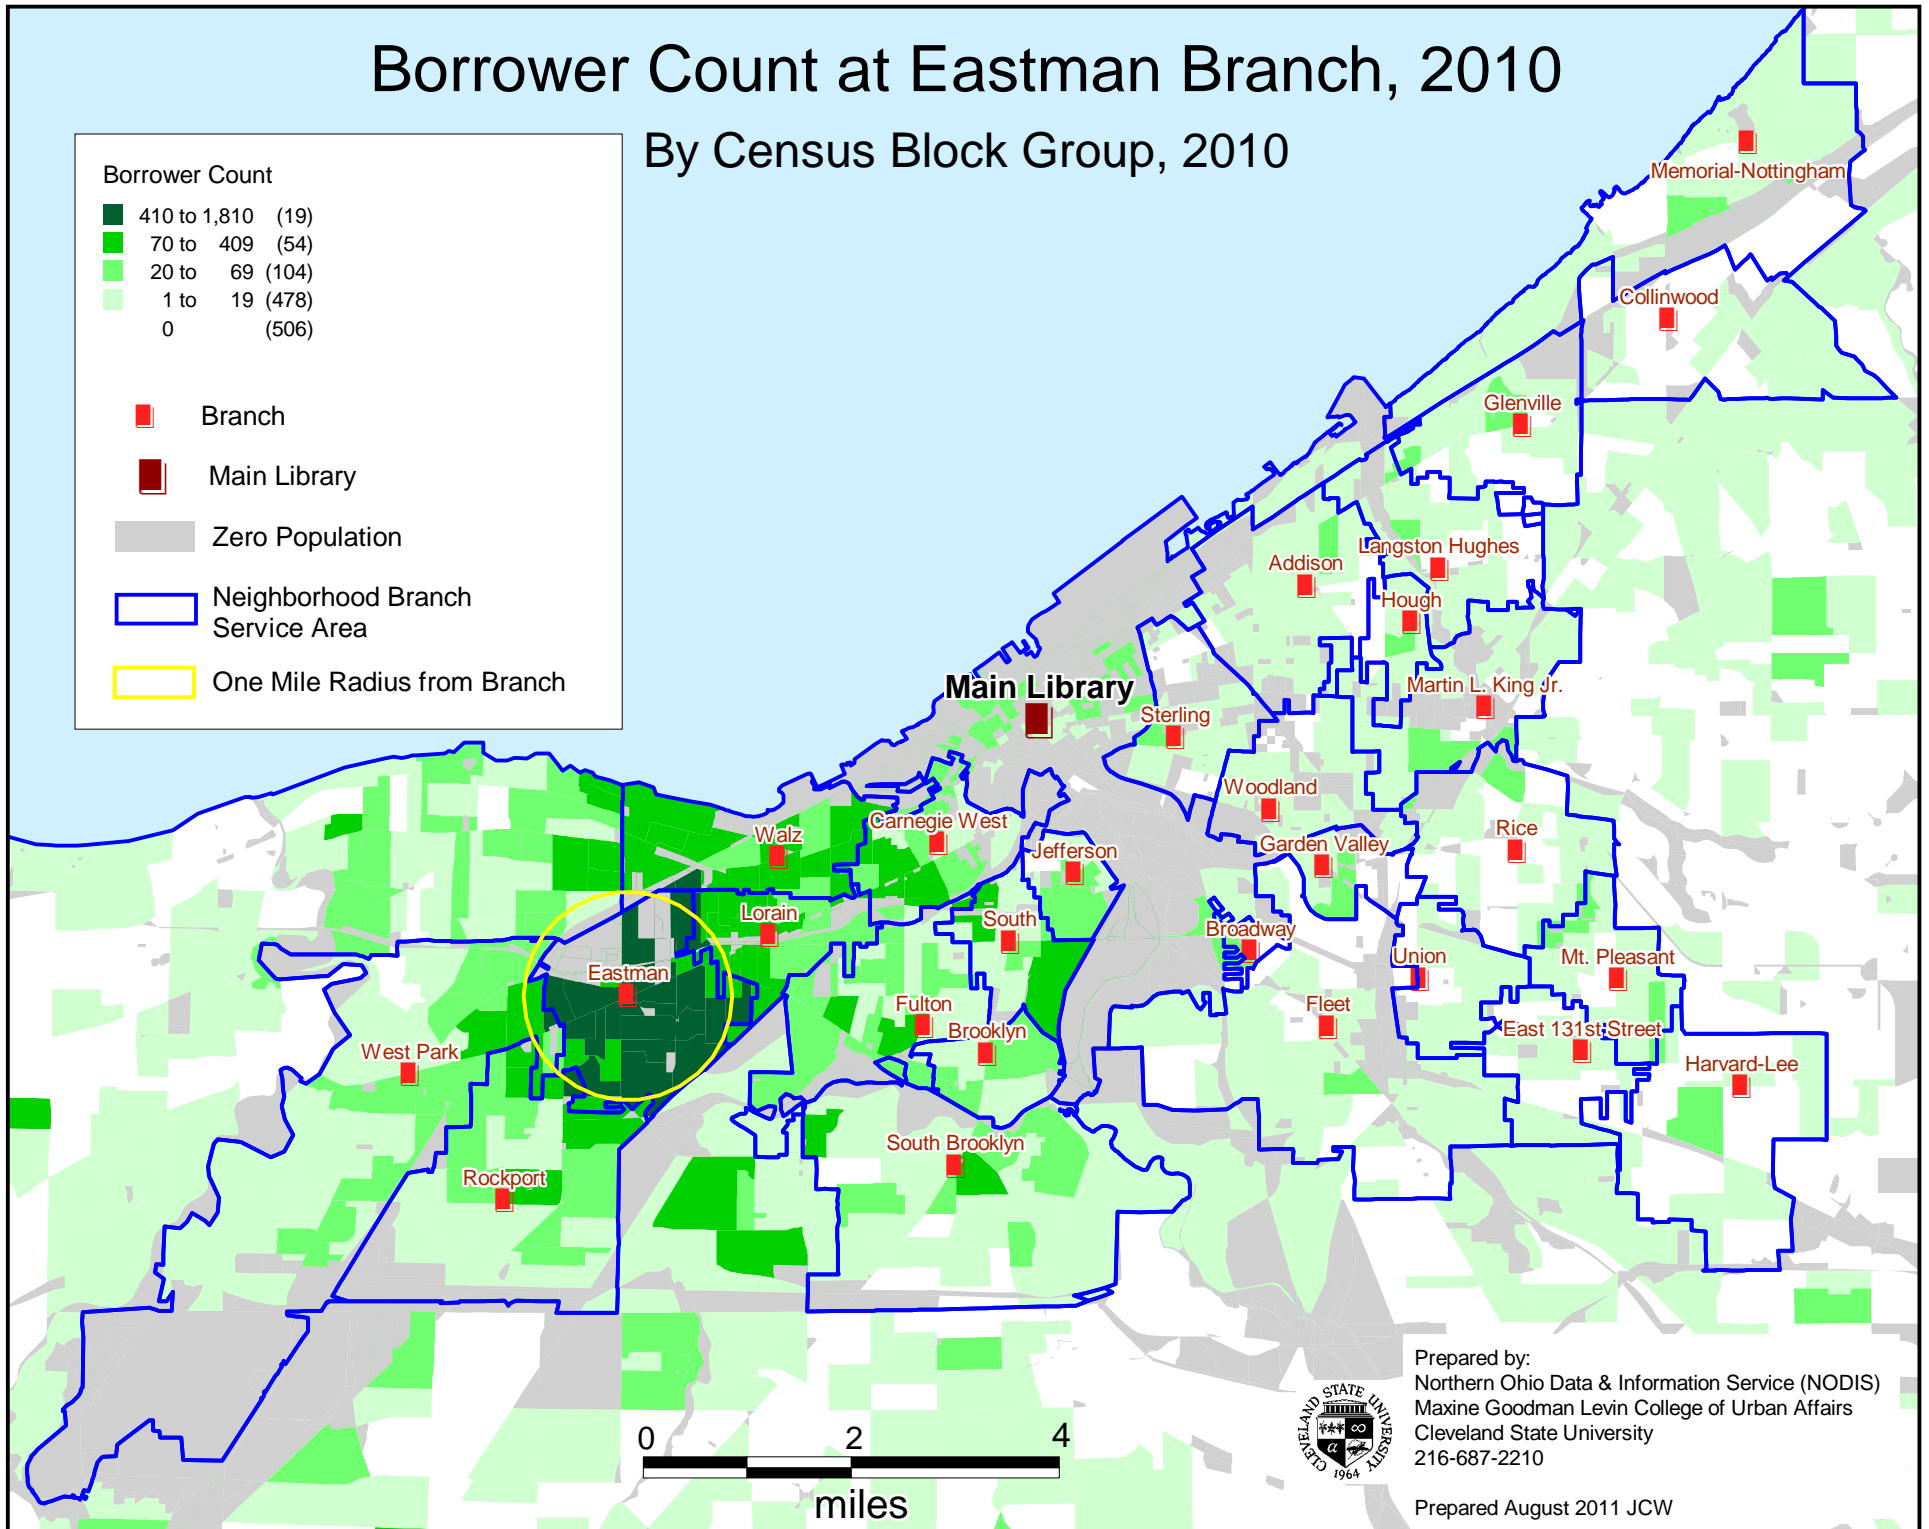 Borrower Count at Eastman Branch, 2010
By Census Block Group, 2010
Borrower Count
410 to 1,810 (19)
70 to 409 (54)
20 to 69 (104)
1 to 19 (478)
0 (506)
Branch
Main Library
Zero Population
Neighborhood Branch
Service Area
One Mile Radius from Branch
Memorial-Nottingham
Collinwood
Glenville
Langston Hughes
Addison
Hough
Main Library
Martin L. King Jr.
Sterling
Woodland
Walz
Carnegie West
Rice
Jefferson
Garden Valley
Lorain
South
Broadway
Union
Mt. Pleasant
Eastman
Fulton
Fleet
Brooklyn
East 131st Street
West Park
Harvard-Lee
South Brooklyn
Rockport
0 2 4
miles
CLEVELAND STATE UNIVERSITY
1964
Prepared by:
Northern Ohio Data & Information Service (NODIS)
Maxine Goodman Levin College of Urban Affairs
Cleveland State University
216-687-2210
Prepared August 2011 JCW